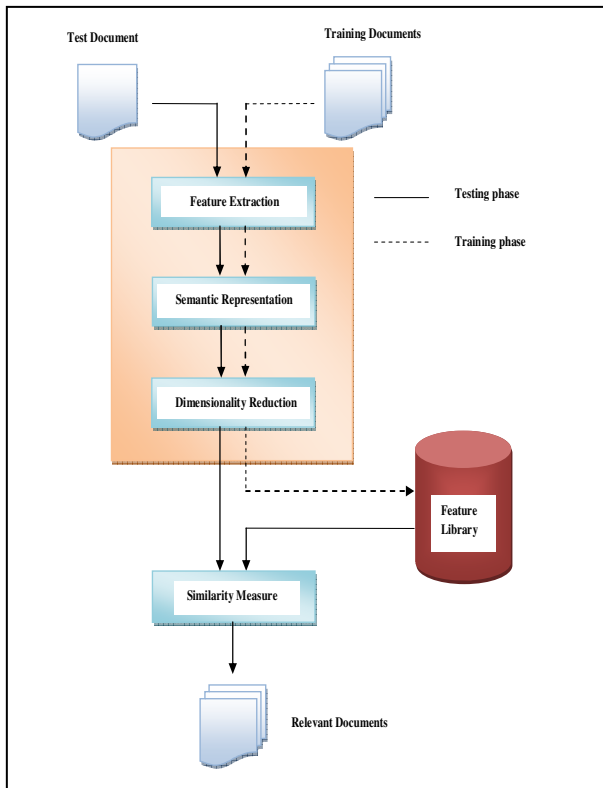 Test Document
Training Documents
Feature Extraction
Testing phase
Training phase
Semantic Representation
Dimensionality Reduction
Feature
Library
Similarity Measure
Relevant Documents